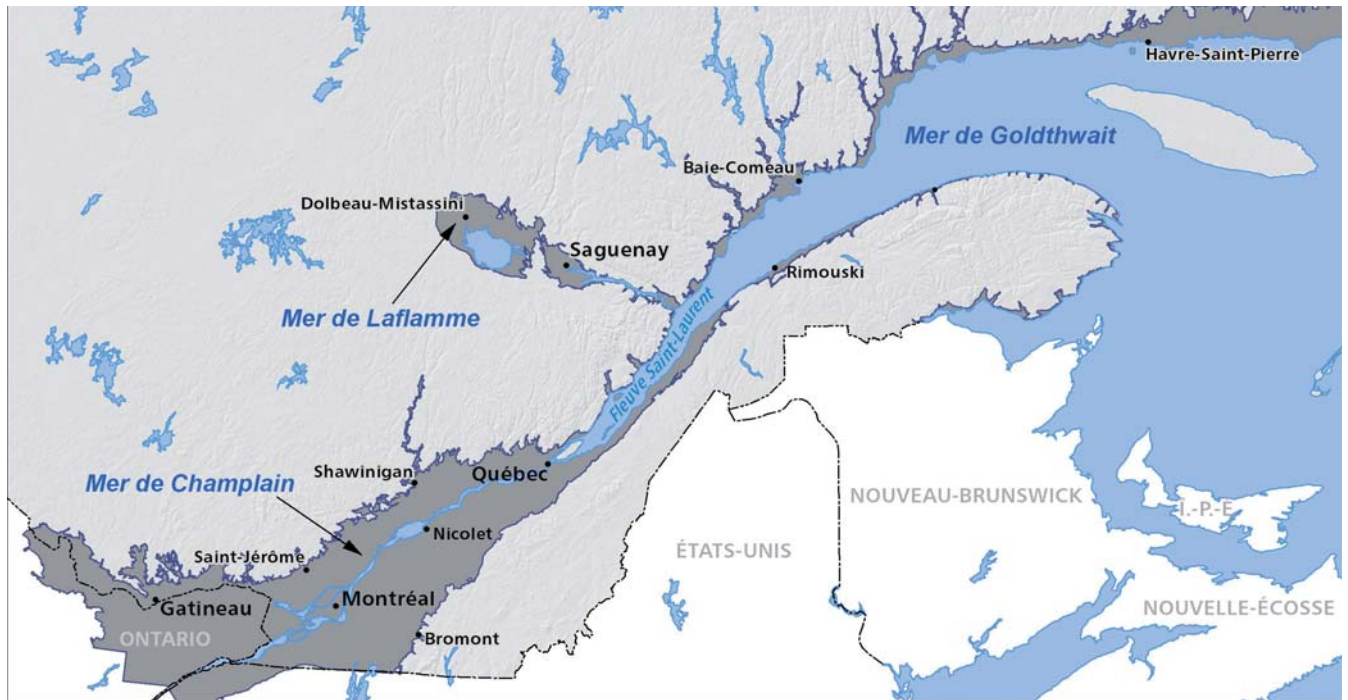 Havre-Saint-Pierre
Mer de Goldthwait
Baie-Comeau
Dolbeau-Mistassini
Saguenay
Rimouski
Mer de Laflamme
Fleuve Saint-Laurent
Shawinigan
Québec
Mer de Champlain
NOUVEAU-BRUNSWICK
I.-P.-E.
Nicolet
ÉTATS-UNIS
Saint-Jérôme
Gatineau
Montréal
NOUVELLE-ÉCOSSE
ONTARIO
Bromont